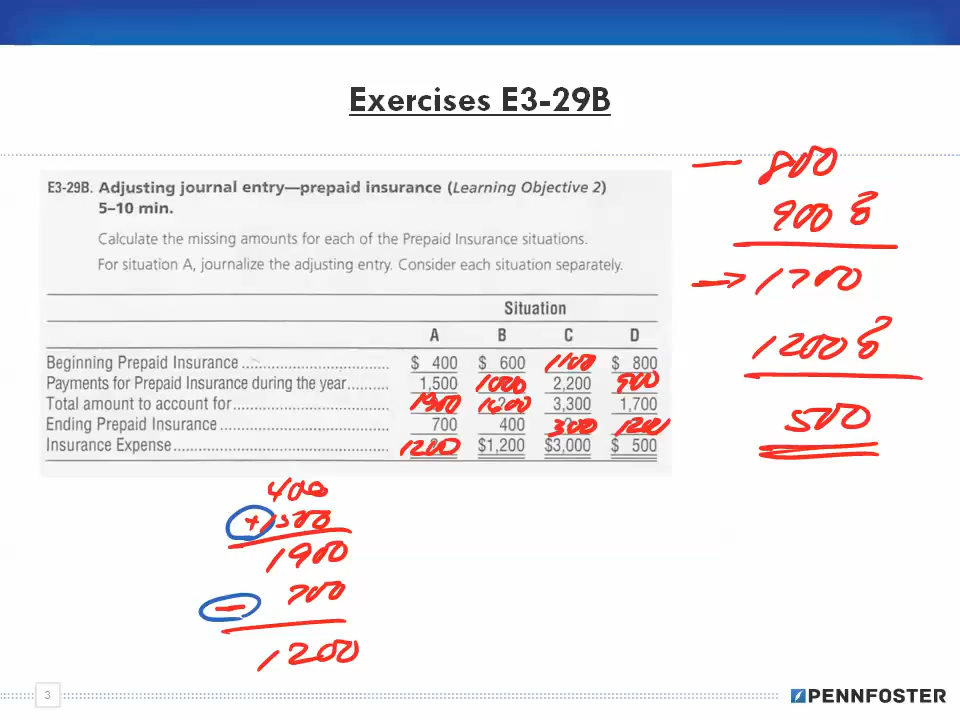 Exercises E3-29B
E3-29B. Adjusting journal entry—prepaid insurance (Learning Objective 2)
5–10 min.
Calculate the missing amounts for each of the Prepaid Insurance situations.
For situation A, journalize the adjusting entry. Consider each situation separately.
Situation
A B C D
Beginning Prepaid Insurance $ 400 $ 600 1100 $ 800
Payments for Prepaid Insurance during the year 1,500 1000 2,200 900
Total amount to account for 1900 1600 3,300 1,700
Ending Prepaid Insurance 700 400 300 1200
Insurance Expense 1200 $1,200 $3,000 $ 500
— 800
900
→ 1700
1200
500
400
+1500
1900
— 700
1200
3
PENNFOSTER